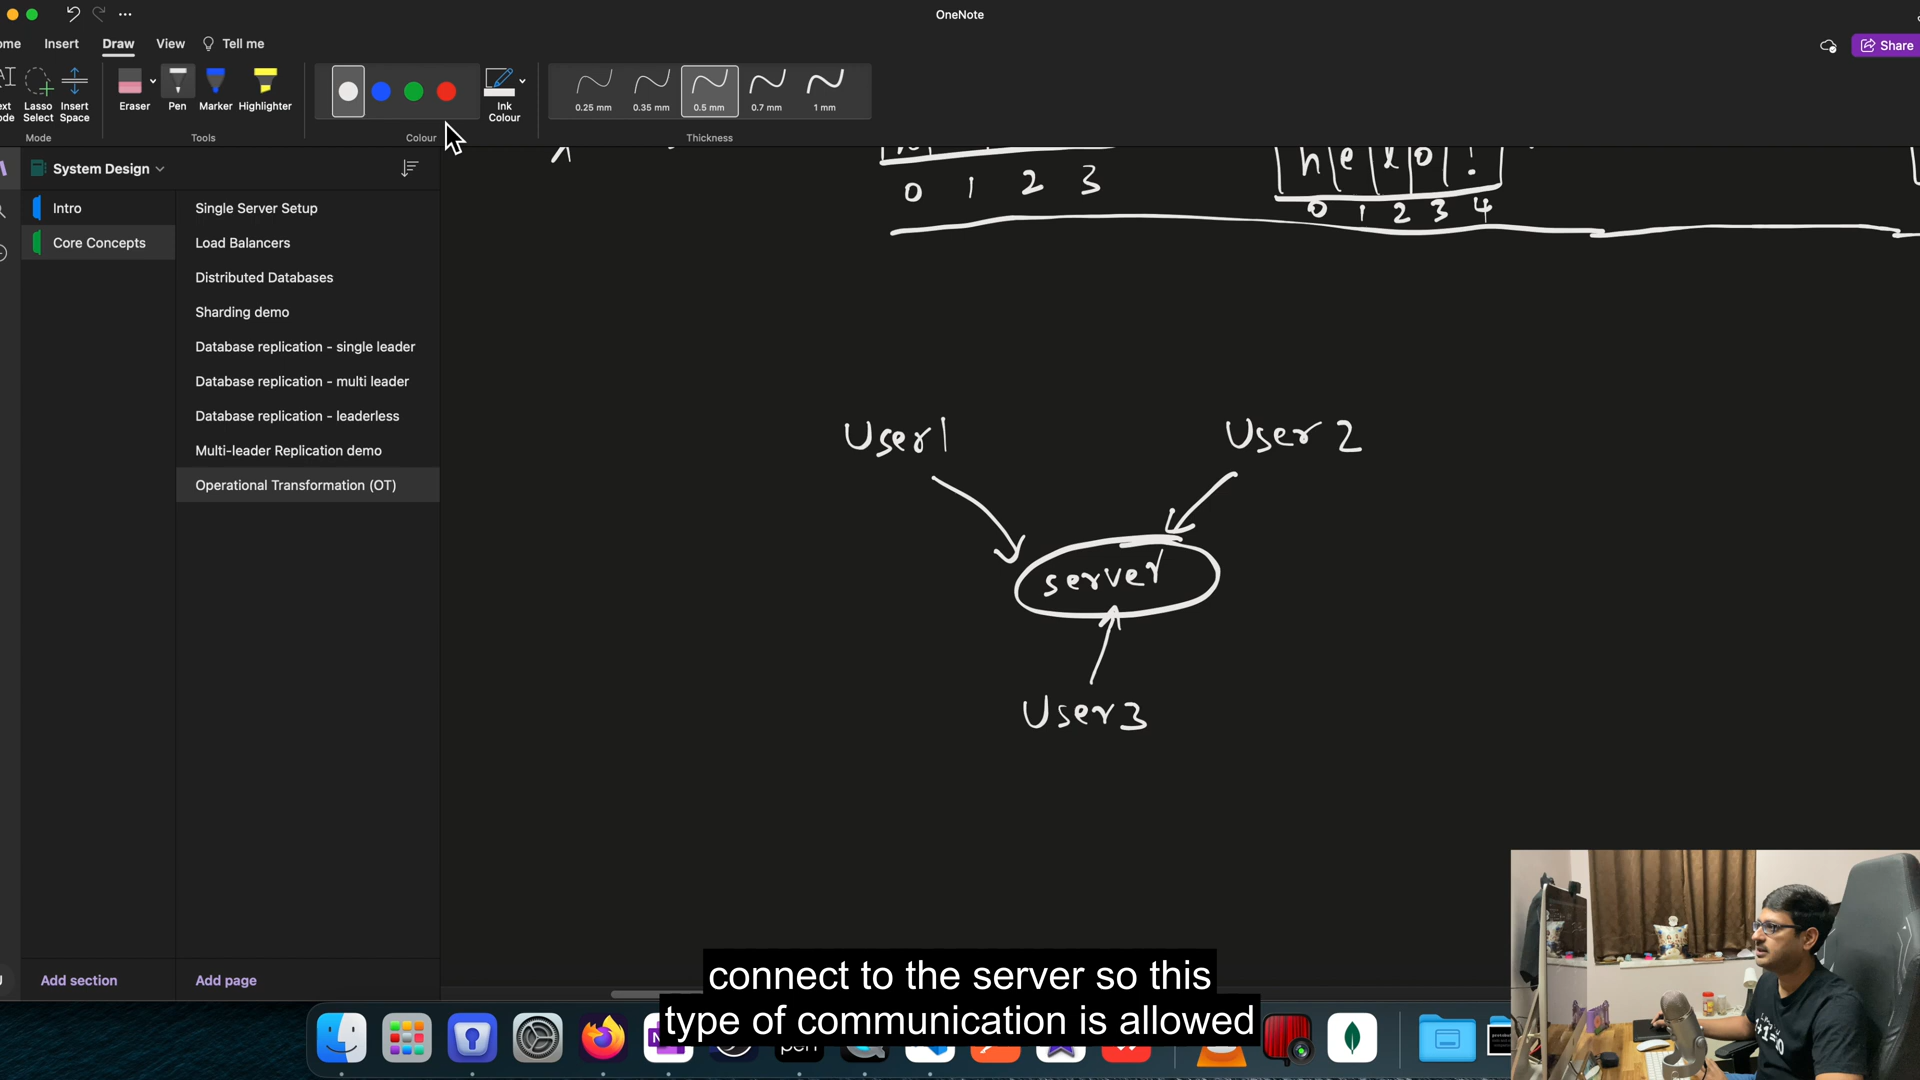 OneNote
ome Insert Draw View Tell me
Share
ext
ode
Lasso
Select
Insert
Space
Eraser
Pen
Marker
Highlighter
Ink
Colour
0.25 mm
0.35 mm
0.5 mm
0.7 mm
1 mm
Mode
Tools
Colour
Thickness
System Design
Intro
Core Concepts
Single Server Setup
Load Balancers
Distributed Databases
Sharding demo
Database replication - single leader
Database replication - multi leader
Database replication - leaderless
Multi-leader Replication demo
Operational Transformation (OT)
Add section
Add page
0 1 2 3
h e l o !
0 1 2 3 4
User1
User 2
server
User3
connect to the server so this
type of communication is allowed